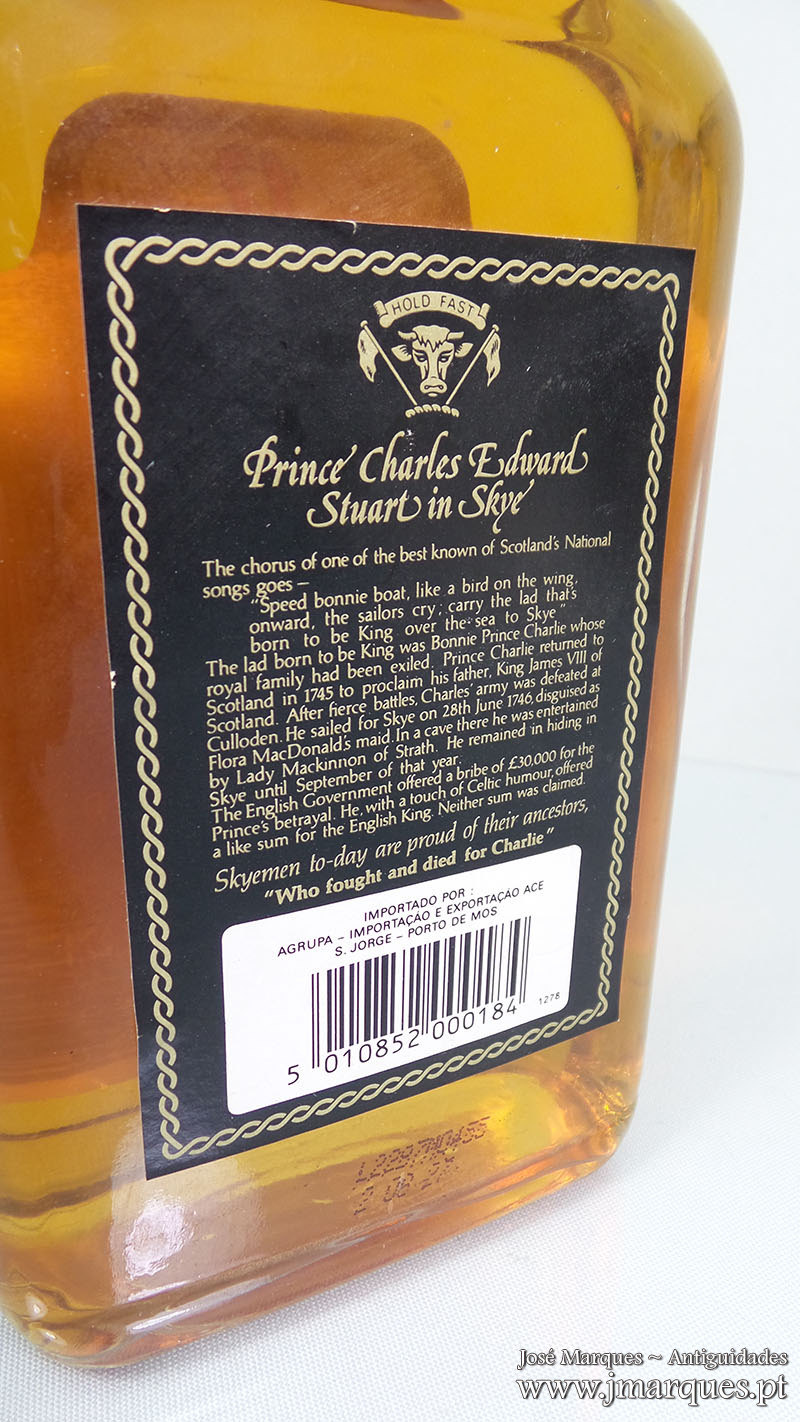 HOLD FAST
Prince Charles Edward
Stuart in Skye
The chorus of one of the best known of Scotland's National
songs goes –
"Speed bonnie boat, like a bird on the wing,
onward, the sailors cry; carry the lad that's
born to be King over the sea to Skye"
The lad born to be King was Bonnie Prince Charlie whose
royal family had been exiled. Prince Charlie returned to
Scotland in 1745 to proclaim his father, King James VIII of
Scotland. After fierce battles, Charles' army was defeated at
Culloden. He sailed for Skye on 28th June 1746, disguised as
Flora MacDonald's maid. In a cave there he was entertained
by Lady Mackinnon of Strath. He remained in hiding in
Skye until September of that year.
The English Government offered a bribe of £30,000 for the
Prince's betrayal. He, with a touch of Celtic humour, offered
a like sum for the English King. Neither sum was claimed.
Skyemen to-day are proud of their ancestors,
"Who fought and died for Charlie"
IMPORTADO POR :
AGRUPA – IMPORTAÇÃO E EXPORTAÇÃO ACE
S. JORGE – PORTO DE MOS
1278
5 010852 000184
José Marques ~ Antiguidades
www.jmarques.pt